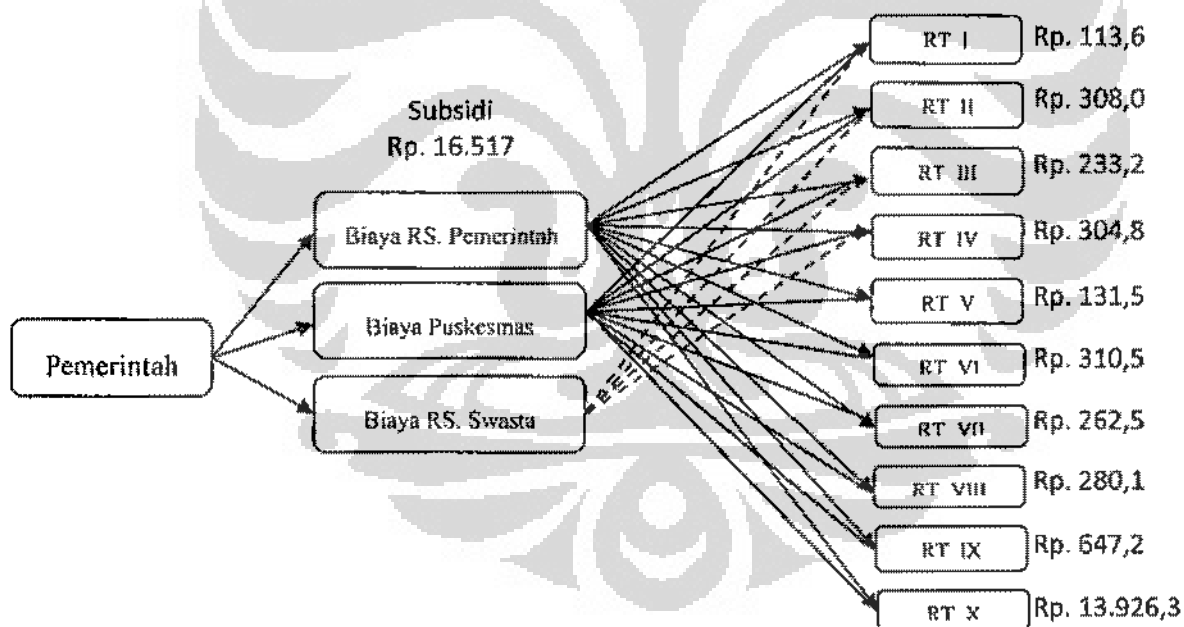 Subsidi
Rp. 16.517
Pemerintah
Biaya RS. Pemerintah
Biaya Puskesmas
Biaya RS. Swasta
RT I Rp. 113,6
RT II Rp. 308,0
RT III Rp. 233,2
RT IV Rp. 304,8
RT V Rp. 131,5
RT VI Rp. 310,5
RT VII Rp. 262,5
RT VIII Rp. 280,1
RT IX Rp. 647,2
RT X Rp. 13.926,3